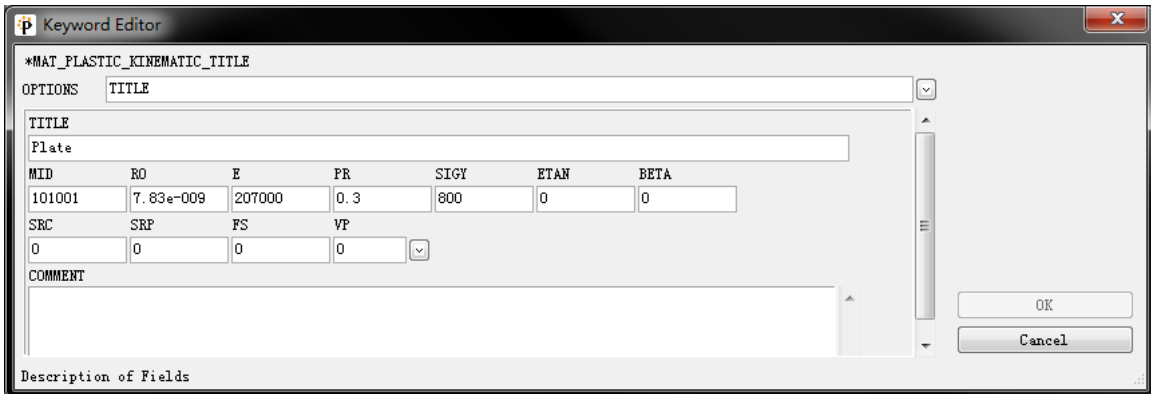 Keyword Editor
*MAT_PLASTIC_KINEMATIC_TITLE
OPTIONS TITLE
TITLE
Plate
MID RO E PR SIGY ETAN BETA
101001 7.83e-009 207000 0.3 800 0 0
SRC SRP FS VP
0 0 0 0
COMMENT
OK
Cancel
Description of Fields